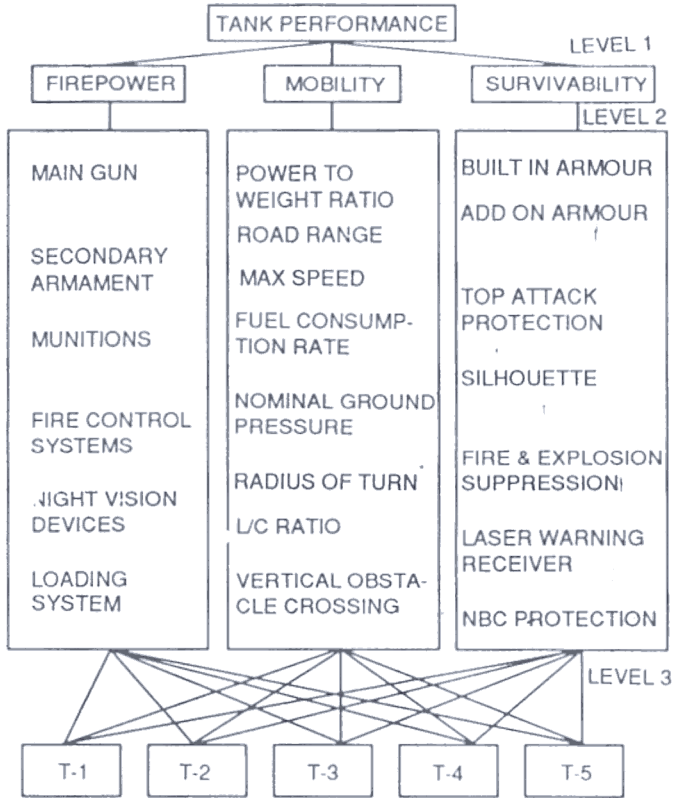 TANK PERFORMANCE
LEVEL 1
FIREPOWER
MOBILITY
SURVIVABILITY
LEVEL 2
MAIN GUN
SECONDARY
ARMAMENT
MUNITIONS
FIRE CONTROL
SYSTEMS
NIGHT VISION
DEVICES
LOADING
SYSTEM
POWER TO
WEIGHT RATIO
ROAD RANGE
MAX SPEED
FUEL CONSUMP-
TION RATE
NOMINAL GROUND
PRESSURE
RADIUS OF TURN
L/C RATIO
VERTICAL OBSTA-
CLE CROSSING
BUILT IN ARMOUR
ADD ON ARMOUR
TOP ATTACK
PROTECTION
SILHOUETTE
FIRE & EXPLOSION
SUPPRESSION
LASER WARNING
RECEIVER
NBC PROTECTION
LEVEL 3
T-1
T-2
T-3
T-4
T-5